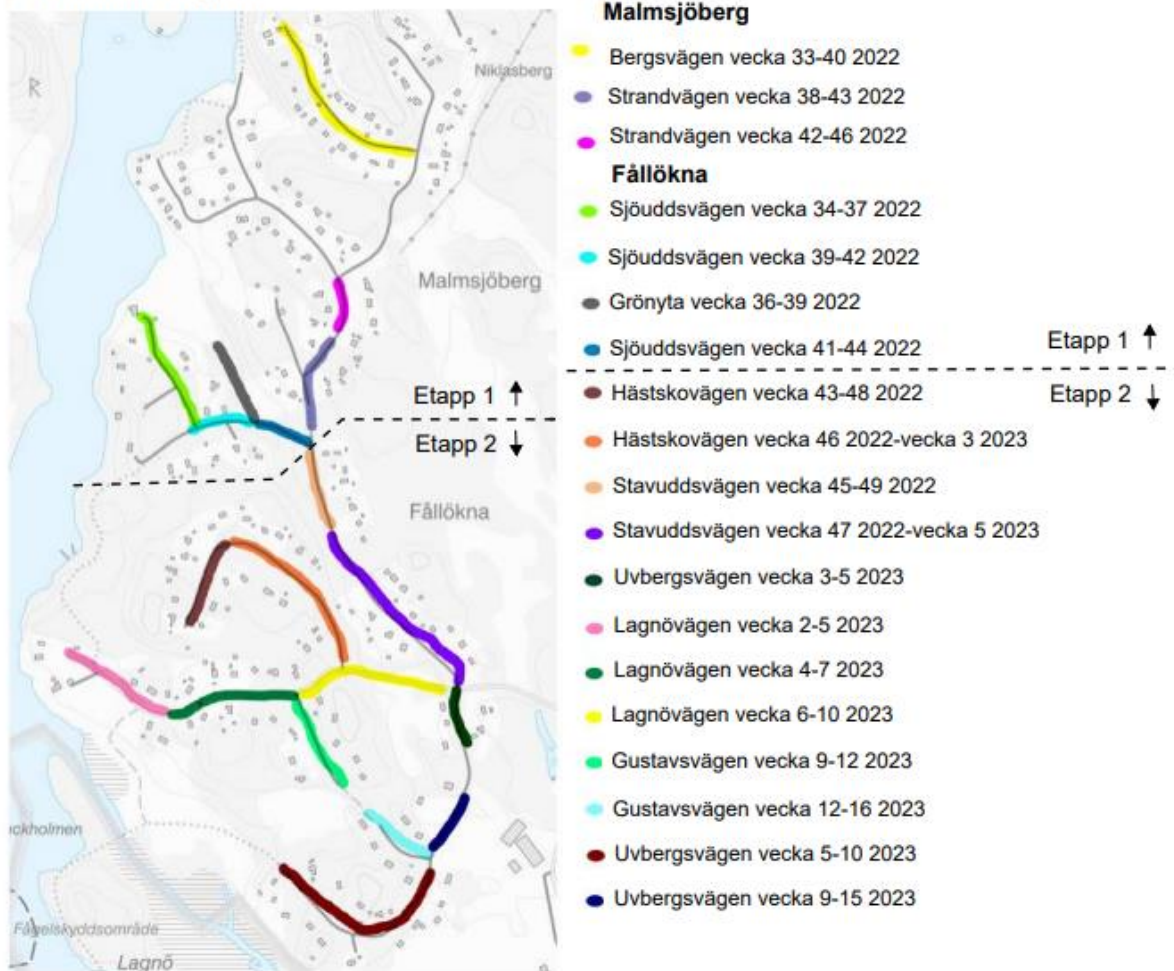 Niklasberg
Malmsjöberg
Etapp 1 ↑
Etapp 2 ↓
Fållökna
ckholmen
Fågelskyddsområde
Lagnö
Malmsjöberg
Bergsvägen vecka 33-40 2022
Strandvägen vecka 38-43 2022
Strandvägen vecka 42-46 2022
Fållökna
Sjöuddsvägen vecka 34-37 2022
Sjöuddsvägen vecka 39-42 2022
Grönyta vecka 36-39 2022
Sjöuddsvägen vecka 41-44 2022
Etapp 1 ↑
Etapp 2 ↓
Hästskovägen vecka 43-48 2022
Hästskovägen vecka 46 2022-vecka 3 2023
Stavuddsvägen vecka 45-49 2022
Stavuddsvägen vecka 47 2022-vecka 5 2023
Uvbergsvägen vecka 3-5 2023
Lagnövägen vecka 2-5 2023
Lagnövägen vecka 4-7 2023
Lagnövägen vecka 6-10 2023
Gustavsvägen vecka 9-12 2023
Gustavsvägen vecka 12-16 2023
Uvbergsvägen vecka 5-10 2023
Uvbergsvägen vecka 9-15 2023